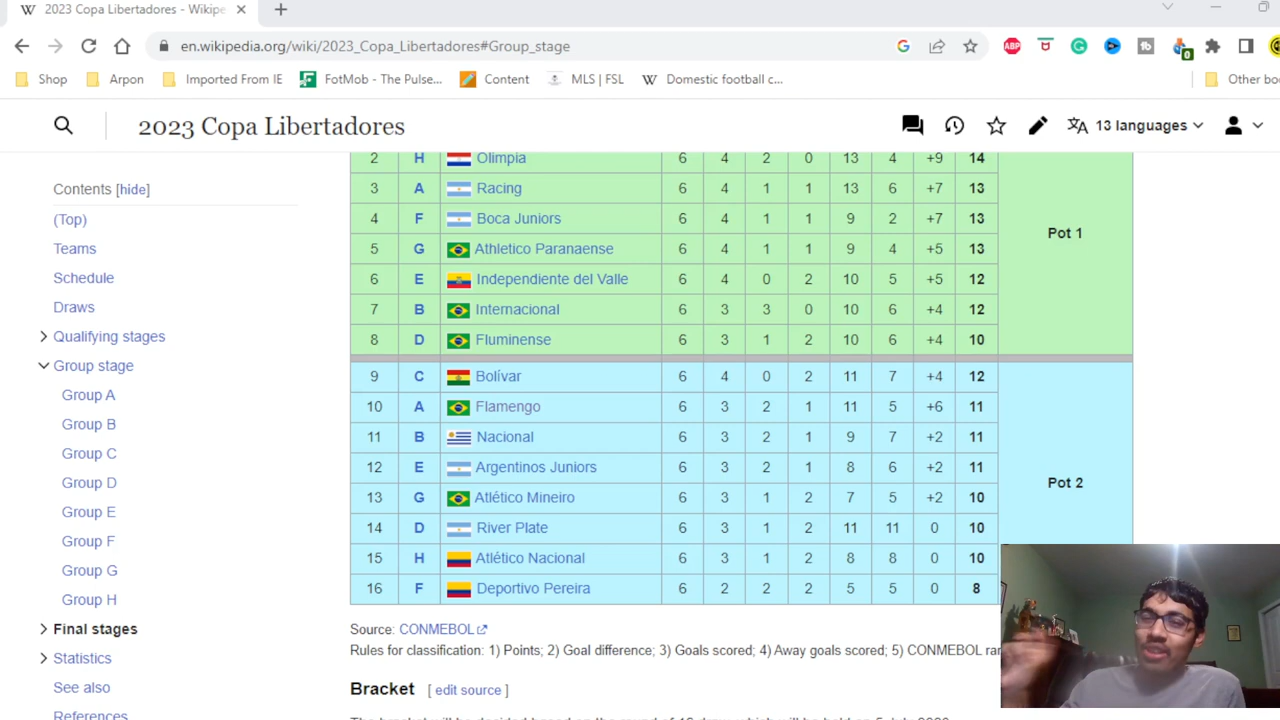 2023 Copa Libertadores - Wikipe
en.wikipedia.org/wiki/2023_Copa_Libertadores#Group_stage
ABP
0
Shop Arpon Imported From IE FotMob - The Pulse... Content MLS | FSL Domestic football c... Other bo
2023 Copa Libertadores
13 languages
Contents [hide]
(Top)
Teams
Schedule
Draws
Qualifying stages
Group stage
Group A
Group B
Group C
Group D
Group E
Group F
Group G
Group H
Final stages
Statistics
See also
References
2 H Olimpia 6 4 2 0 13 4 +9 14
3 A Racing 6 4 1 1 13 6 +7 13
4 F Boca Juniors 6 4 1 1 9 2 +7 13
5 G Athletico Paranaense 6 4 1 1 9 4 +5 13
6 E Independiente del Valle 6 4 0 2 10 5 +5 12
7 B Internacional 6 3 3 0 10 6 +4 12
8 D Fluminense 6 3 1 2 10 6 +4 10
Pot 1
9 C Bolívar 6 4 0 2 11 7 +4 12
10 A Flamengo 6 3 2 1 11 5 +6 11
11 B Nacional 6 3 2 1 9 7 +2 11
12 E Argentinos Juniors 6 3 2 1 8 6 +2 11
13 G Atlético Mineiro 6 3 1 2 7 5 +2 10
14 D River Plate 6 3 1 2 11 11 0 10
15 H Atlético Nacional 6 3 1 2 8 8 0 10
16 F Deportivo Pereira 6 2 2 2 5 5 0 8
Pot 2
Source: CONMEBOL
Rules for classification: 1) Points; 2) Goal difference; 3) Goals scored; 4) Away goals scored; 5) CONMEBOL ran
Bracket [ edit source ]